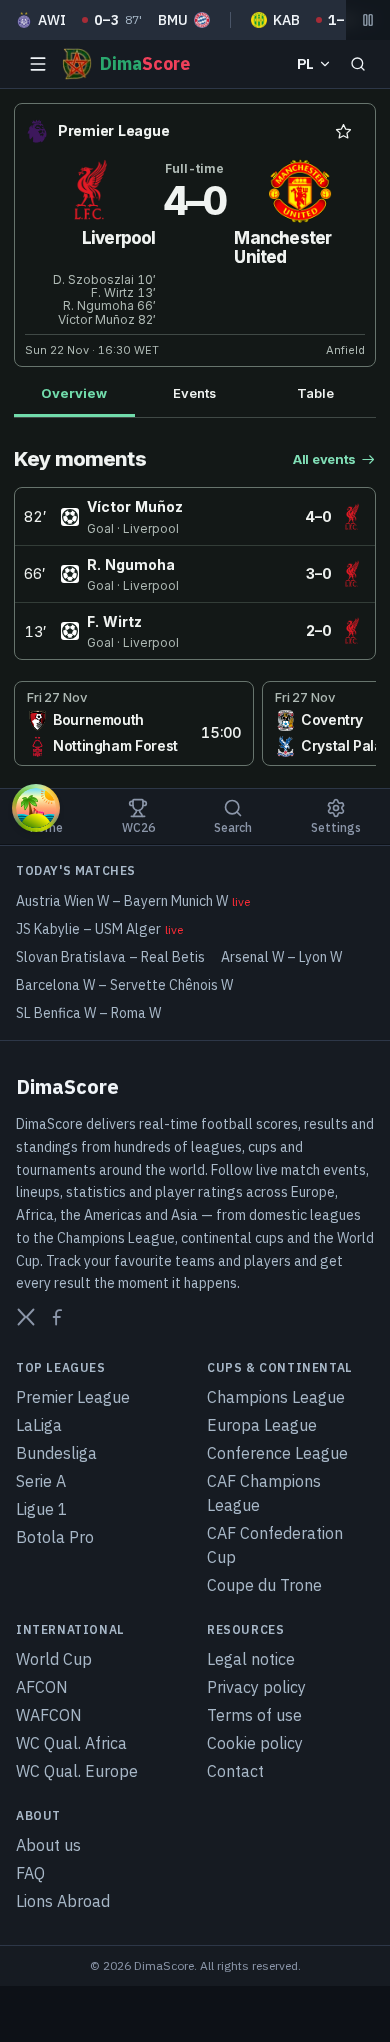 AWI 0–3 87' BMU KAB 1–
DimaScore PL
Premier League
Full-time
4–0
Liverpool Manchester United
D. Szoboszlai 10'
F. Wirtz 13'
R. Ngumoha 66'
Víctor Muñoz 82'
Sun 22 Nov · 16:30 WET Anfield
Overview Events Table
Key moments All events →
82' Víctor Muñoz 4–0
Goal · Liverpool
66' R. Ngumoha 3–0
Goal · Liverpool
13' F. Wirtz 2–0
Goal · Liverpool
Fri 27 Nov Fri 27 Nov
Bournemouth Coventry
15:00
Nottingham Forest Crystal Pala
WC26 Search Settings
TODAY'S MATCHES
Austria Wien W – Bayern Munich W live
JS Kabylie – USM Alger live
Slovan Bratislava – Real Betis Arsenal W – Lyon W
Barcelona W – Servette Chênois W
SL Benfica W – Roma W
DimaScore
DimaScore delivers real-time football scores, results and
standings from hundreds of leagues, cups and
tournaments around the world. Follow live match events,
lineups, statistics and player ratings across Europe,
Africa, the Americas and Asia — from domestic leagues
to the Champions League, continental cups and the World
Cup. Track your favourite teams and players and get
every result the moment it happens.
TOP LEAGUES
Premier League
LaLiga
Bundesliga
Serie A
Ligue 1
Botola Pro
CUPS & CONTINENTAL
Champions League
Europa League
Conference League
CAF Champions
League
CAF Confederation
Cup
Coupe du Trone
INTERNATIONAL
World Cup
AFCON
WAFCON
WC Qual. Africa
WC Qual. Europe
RESOURCES
Legal notice
Privacy policy
Terms of use
Cookie policy
Contact
ABOUT
About us
FAQ
Lions Abroad
© 2026 DimaScore. All rights reserved.